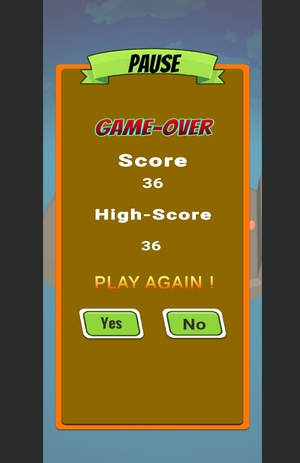 PAUSE
GAME-OVER
Score
36
High-Score
36
PLAY AGAIN !
Yes No